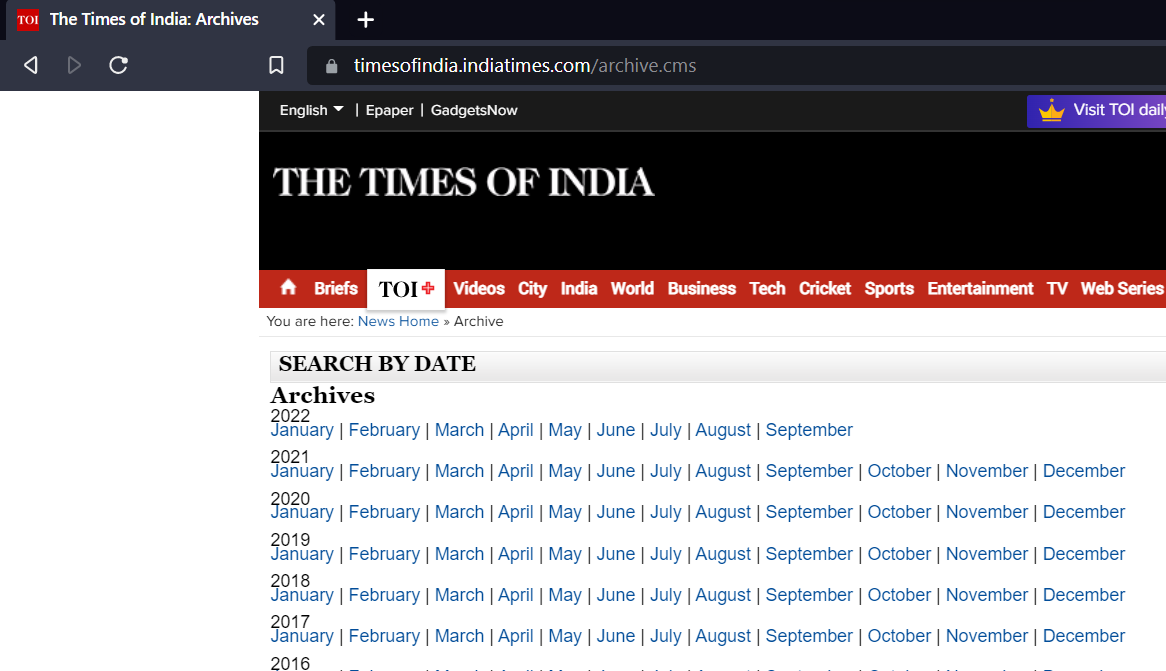 TOI The Times of India: Archives
timesofindia.indiatimes.com/archive.cms
English | Epaper | GadgetsNow
Visit TOI daily
THE TIMES OF INDIA
Briefs TOI+ Videos City India World Business Tech Cricket Sports Entertainment TV Web Series
You are here: News Home » Archive
SEARCH BY DATE
Archives
2022
January | February | March | April | May | June | July | August | September
2021
January | February | March | April | May | June | July | August | September | October | November | December
2020
January | February | March | April | May | June | July | August | September | October | November | December
2019
January | February | March | April | May | June | July | August | September | October | November | December
2018
January | February | March | April | May | June | July | August | September | October | November | December
2017
January | February | March | April | May | June | July | August | September | October | November | December
2016